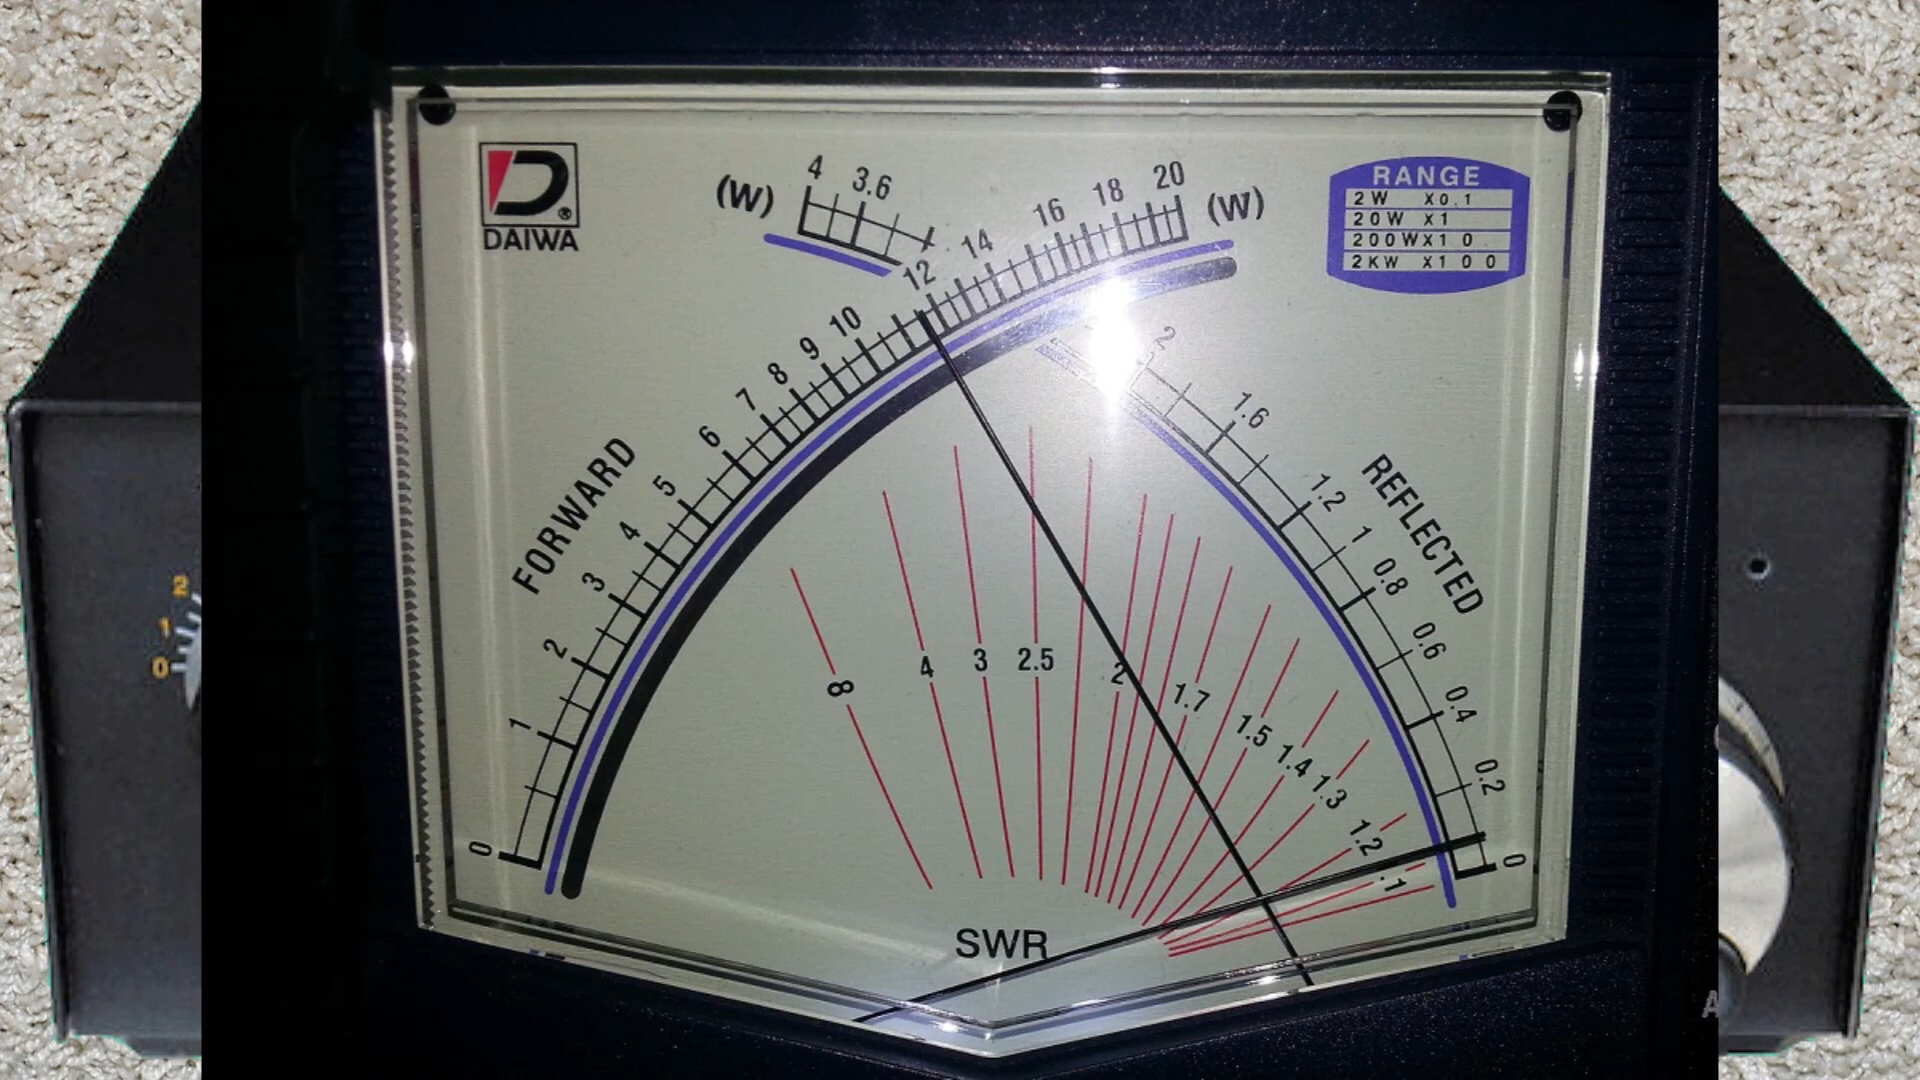 DAIWA
®
(W)
4 3.6
14 16 18 20
(W)
RANGE
2W X0.1
20W X1
200W X10
2KW X100
FORWARD
0 1 2 3 4 5 6 7 8 9 10 12
REFLECTED
2 1.6 1.2 1 0.8 0.6 0.4 0.2 0
8 4 3 2.5 2 1.7 1.5 1.4 1.3 1.2 .1
SWR
2
1
0